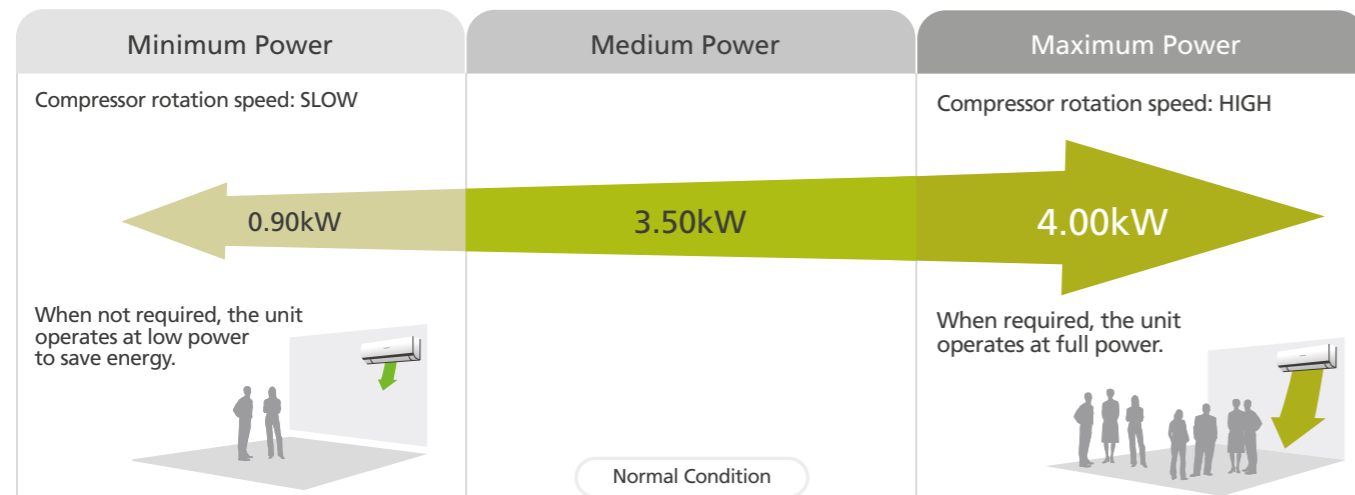 Minimum Power
Medium Power
Maximum Power
Compressor rotation speed: SLOW
Compressor rotation speed: HIGH
0.90kW
3.50kW
4.00kW
When not required, the unit
operates at low power
to save energy.
When required, the unit
operates at full power.
Normal Condition